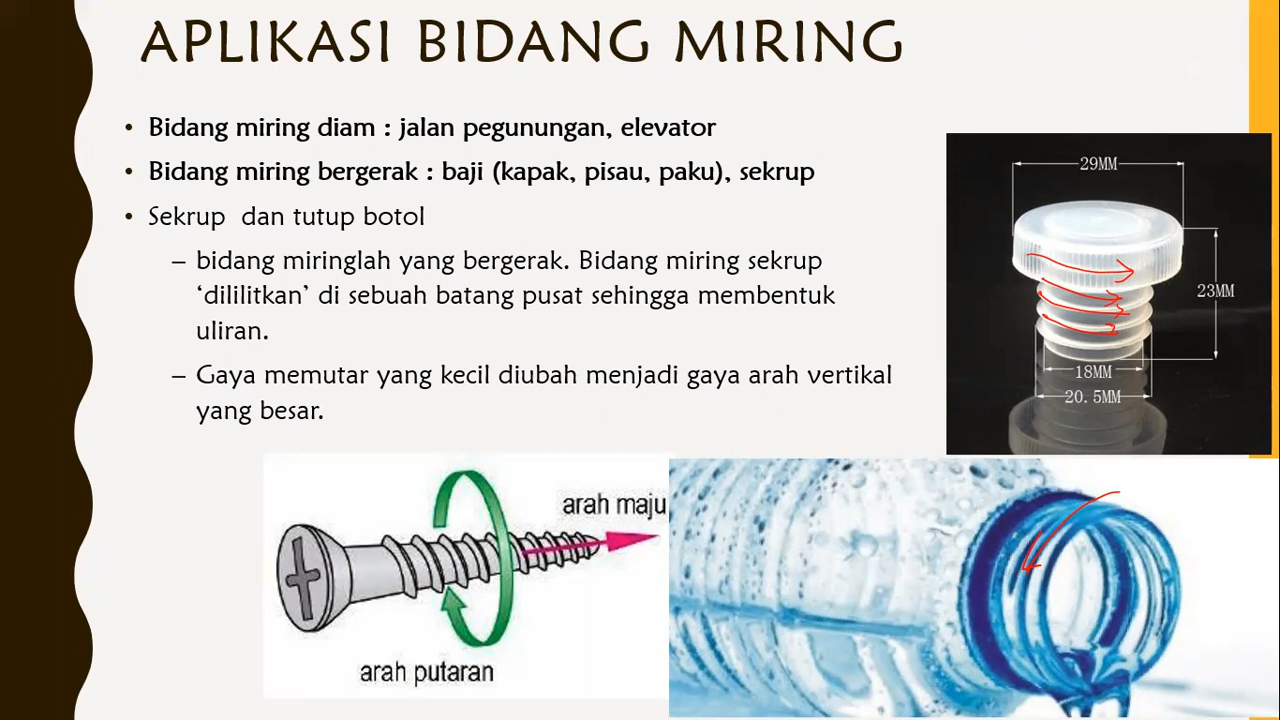 APLIKASI BIDANG MIRING
• Bidang miring diam : jalan pegunungan, elevator
• Bidang miring bergerak : baji (kapak, pisau, paku), sekrup
• Sekrup dan tutup botol
– bidang miringlah yang bergerak. Bidang miring sekrup
‘dililitkan’ di sebuah batang pusat sehingga membentuk
uliran.
– Gaya memutar yang kecil diubah menjadi gaya arah vertikal
yang besar.
29MM
23MM
18MM
20.5MM
arah maju
arah putaran